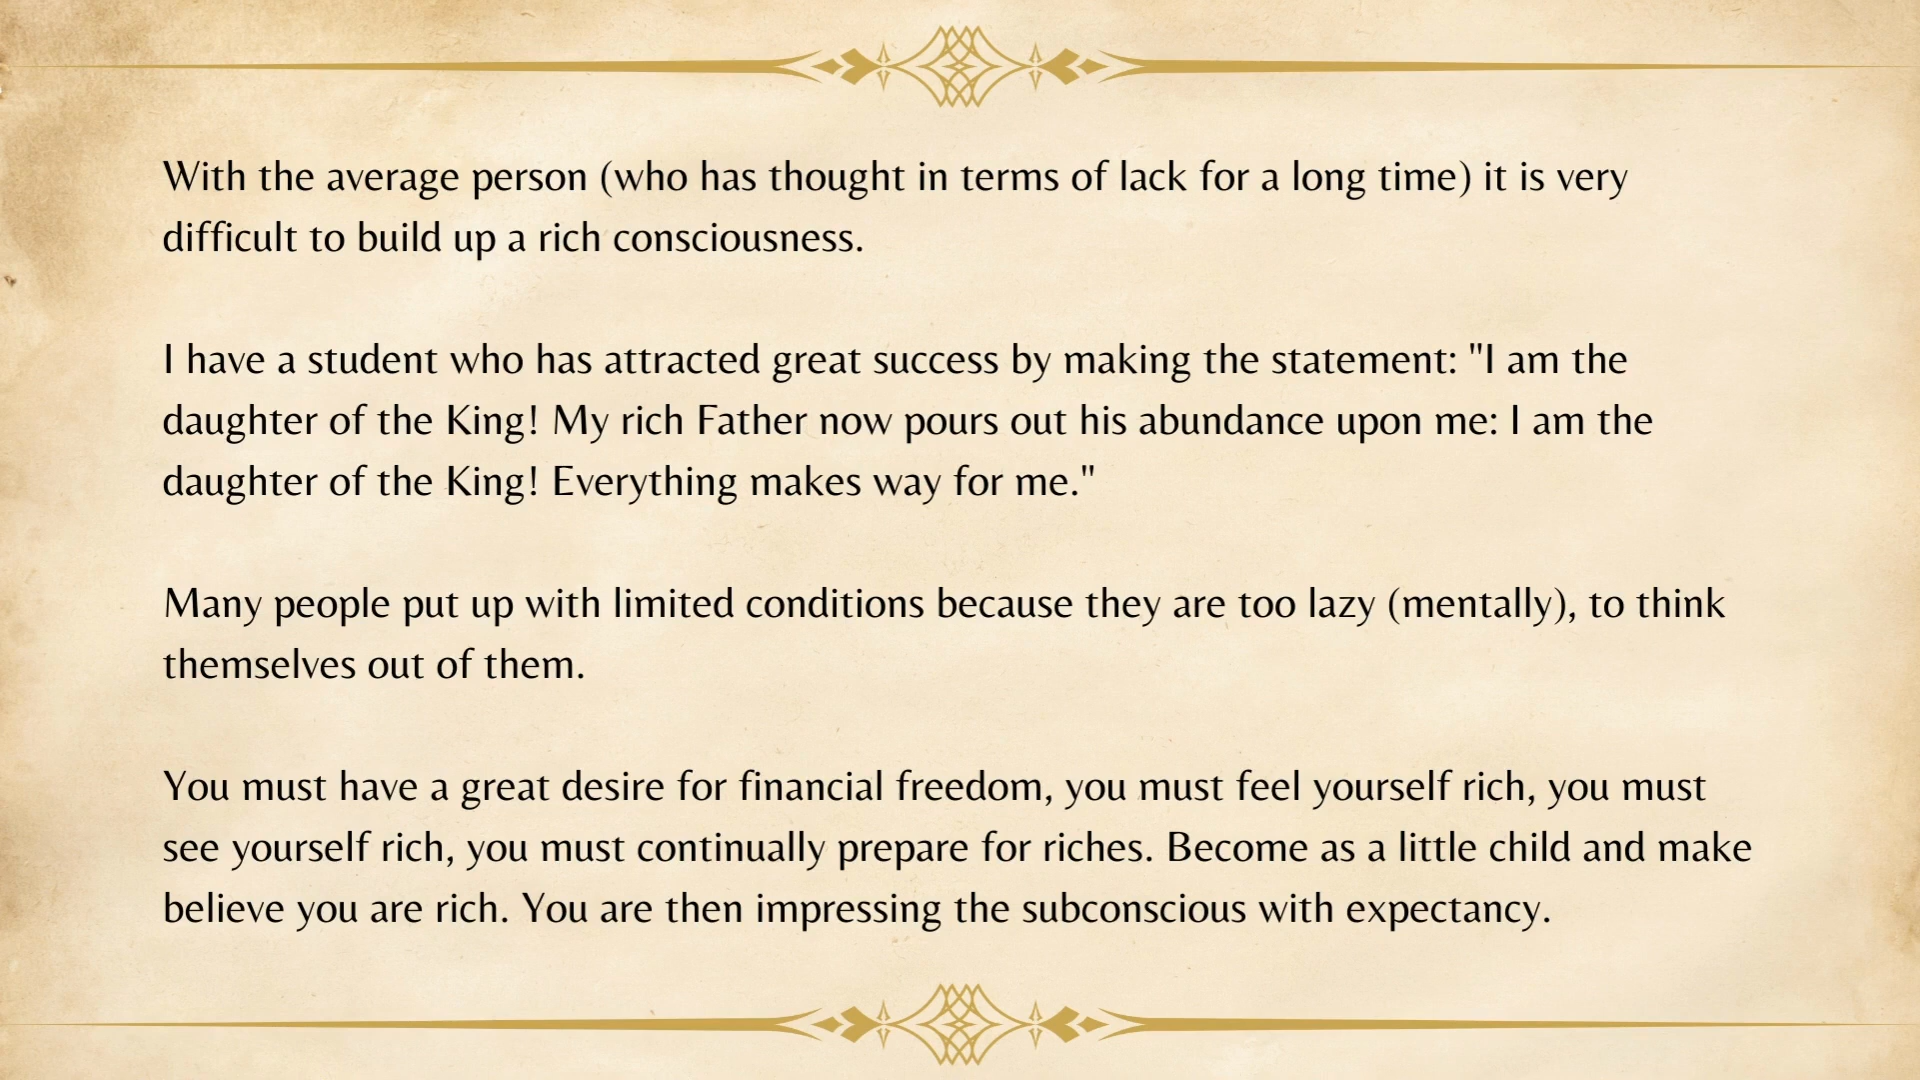 With the average person (who has thought in terms of lack for a long time) it is very
difficult to build up a rich consciousness.
I have a student who has attracted great success by making the statement: "I am the
daughter of the King! My rich Father now pours out his abundance upon me: I am the
daughter of the King! Everything makes way for me."
Many people put up with limited conditions because they are too lazy (mentally), to think
themselves out of them.
You must have a great desire for financial freedom, you must feel yourself rich, you must
see yourself rich, you must continually prepare for riches. Become as a little child and make
believe you are rich. You are then impressing the subconscious with expectancy.